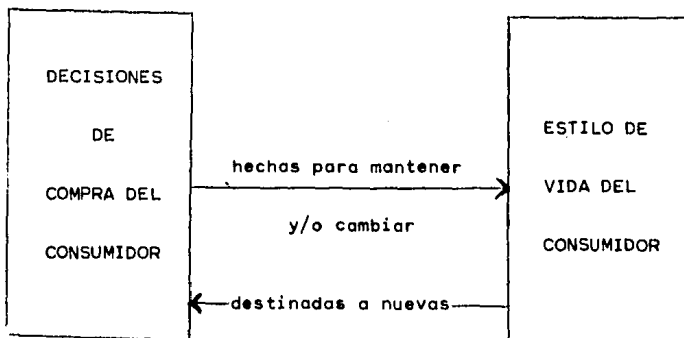 DECISIONES
DE
COMPRA DEL
CONSUMIDOR
hechas para mantener
y/o cambiar
destinadas a nuevas
ESTILO DE
VIDA DEL
CONSUMIDOR